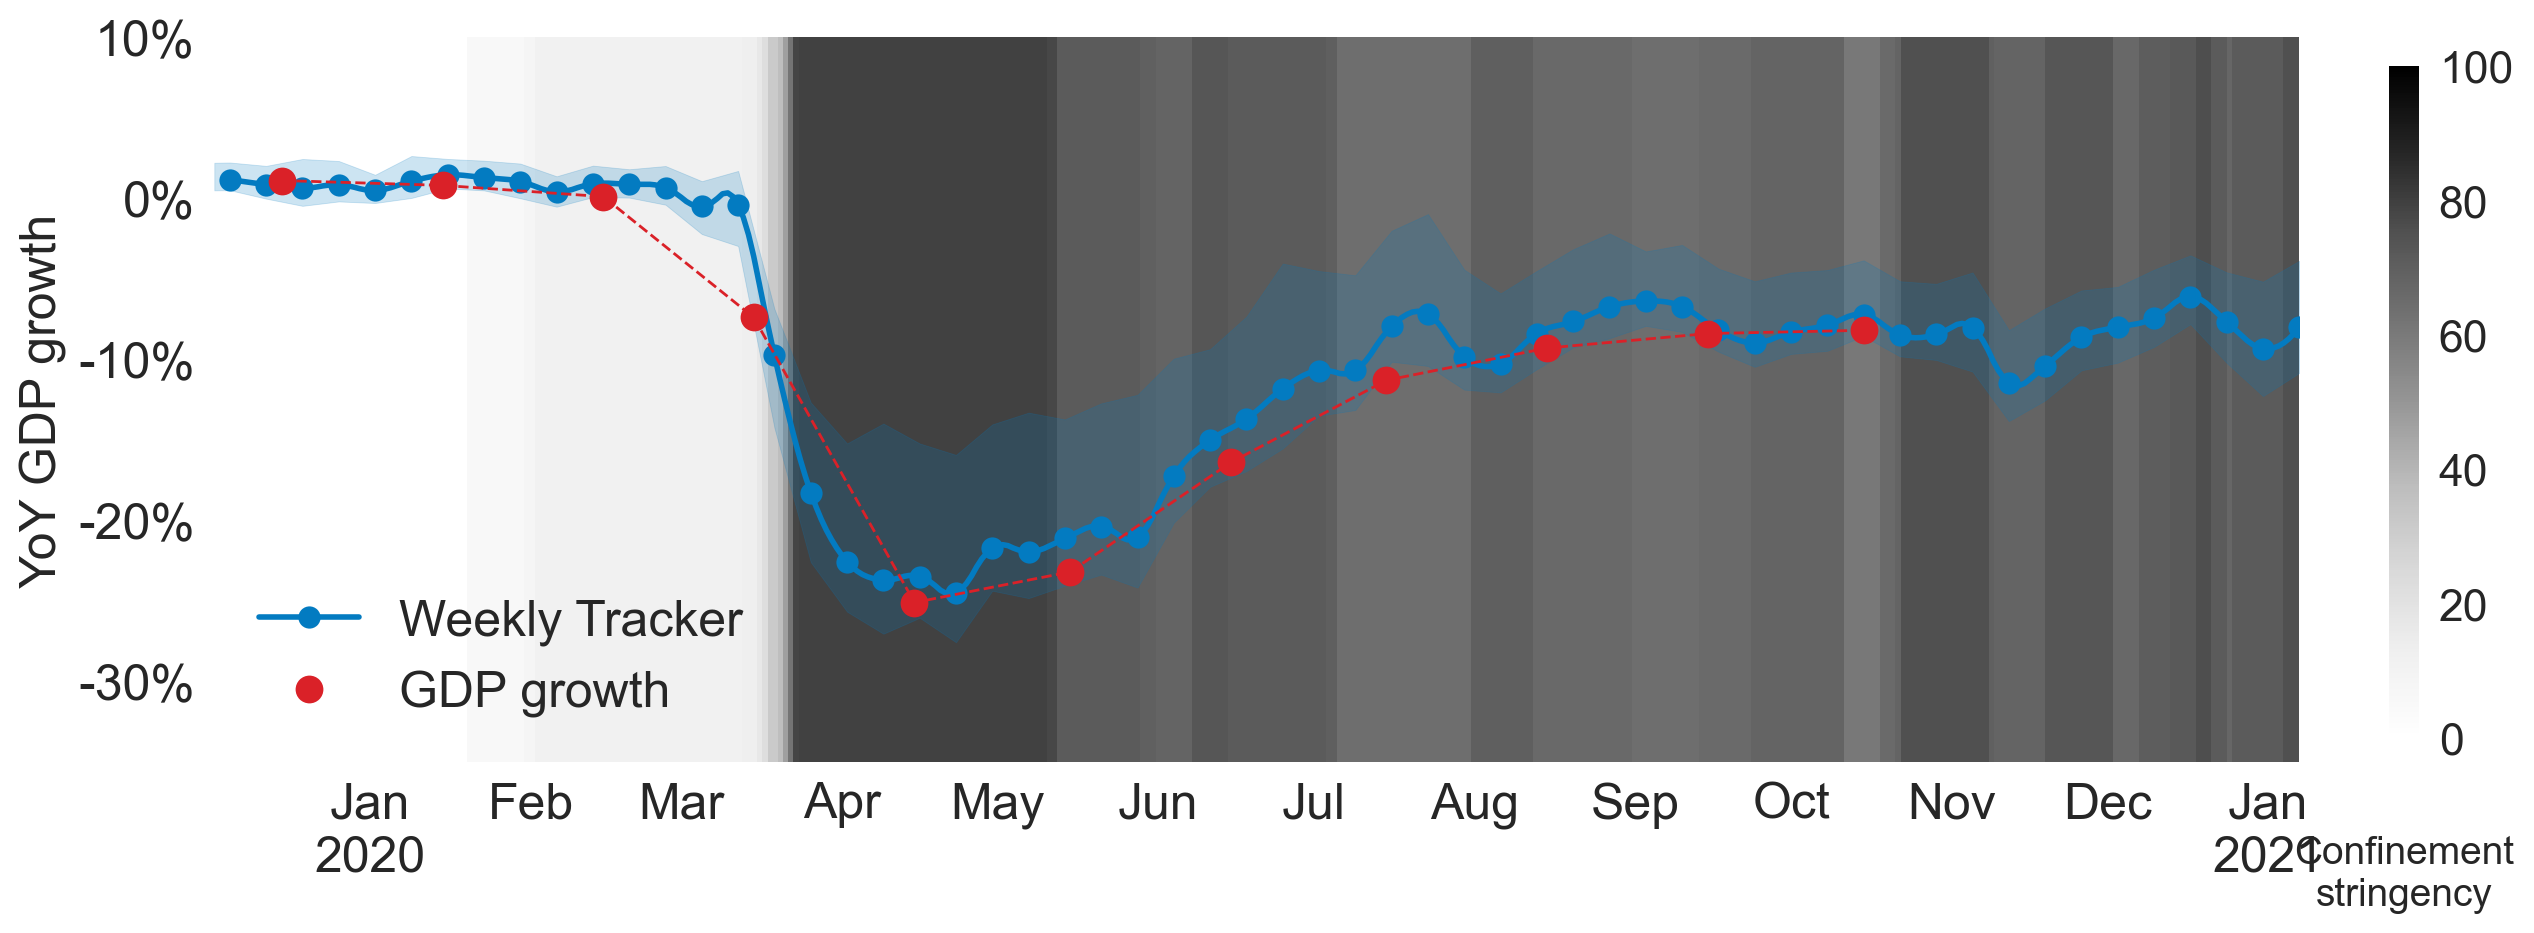 10%
0%
-10%
-20%
-30%
YoY GDP growth
Weekly Tracker
GDP growth
100
80
60
40
20
0
Jan Feb Mar Apr May Jun Jul Aug Sep Oct Nov Dec Jan
2020 2021
Confinement
stringency